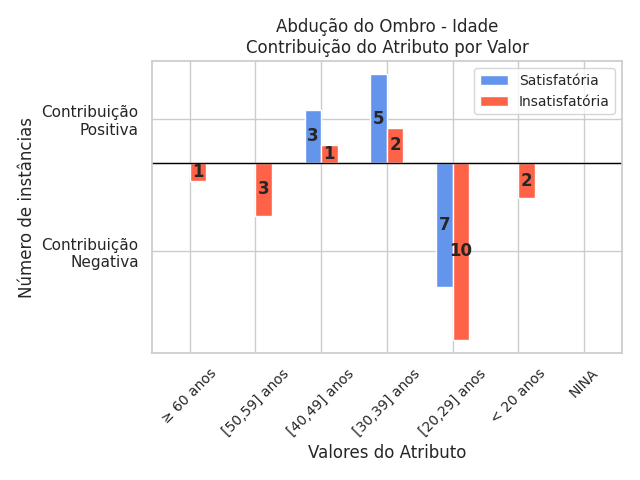 Abdução do Ombro - Idade
Contribuição do Atributo por Valor
Satisfatória
Insatisfatória
Número de instâncias
Contribuição
Positiva
Contribuição
Negativa
1
3
3
1
5
2
7
10
2
≥ 60 anos
[50,59] anos
[40,49] anos
[30,39] anos
[20,29] anos
< 20 anos
NINA
Valores do Atributo